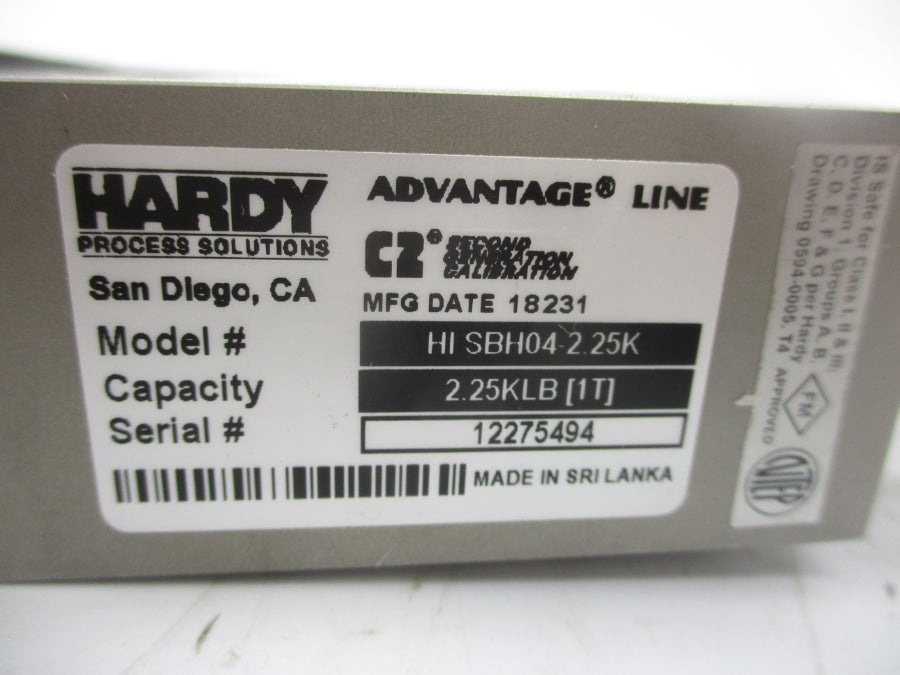 HARDY
PROCESS SOLUTIONS
San Diego, CA
ADVANTAGE® LINE
C2® SECOND
GENERATION
CALIBRATION
MFG DATE 18231
Model # HI SBH04-2.25K
Capacity 2.25KLB [1T]
Serial # 12275494
MADE IN SRI LANKA
IS Safe for Class I, II & III
Division 1, Groups A, B,
C, D, E, F & G per Hardy
Drawing 0594-0005, T4
FM
APPROVED
NTEP